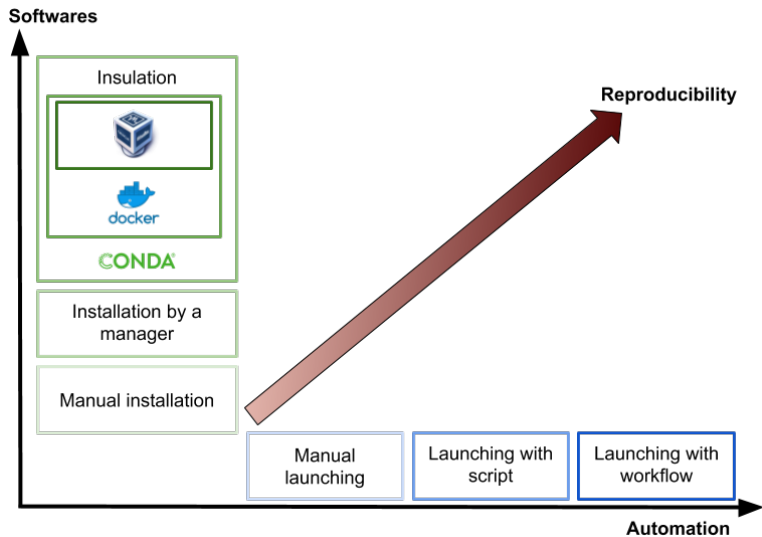 Softwares
Insulation
docker
CONDA
Installation by a
manager
Manual installation
Reproducibility
Manual
launching
Launching with
script
Launching with
workflow
Automation